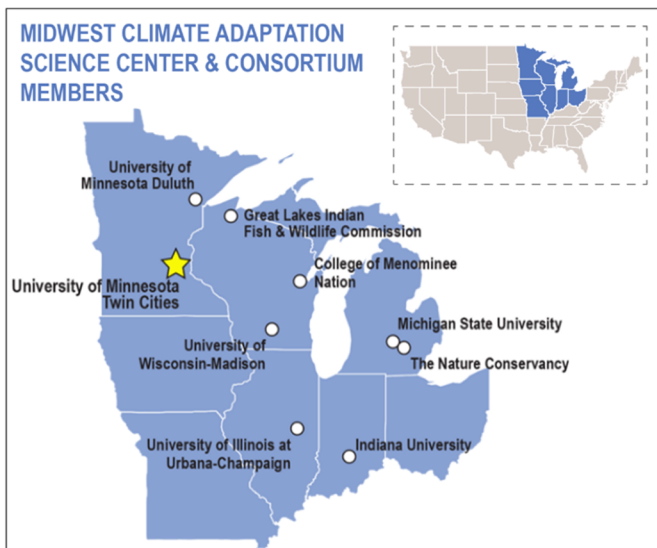 MIDWEST CLIMATE ADAPTATION
SCIENCE CENTER & CONSORTIUM
MEMBERS
University of
Minnesota Duluth
Great Lakes Indian
Fish & Wildlife Commission
College of Menominee
Nation
University of Minnesota
Twin Cities
Michigan State University
University of
Wisconsin-Madison
The Nature Conservancy
University of Illinois at
Urbana-Champaign
Indiana University